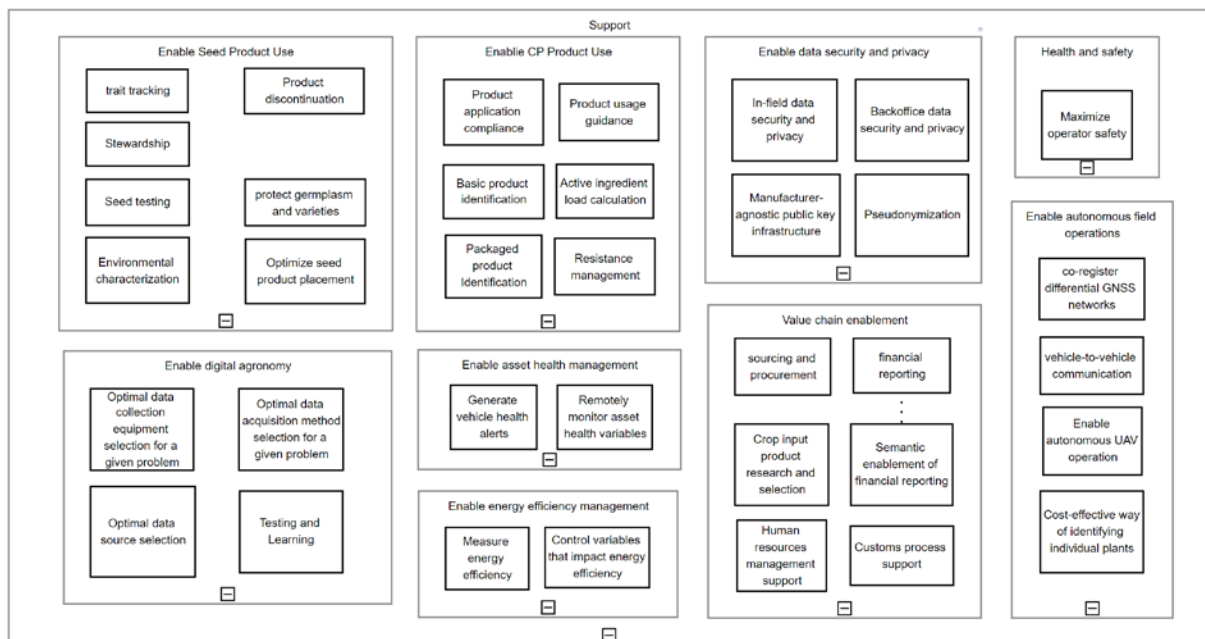 Support
Enable Seed Product Use
trait tracking
Product
discontinuation
Stewardship
Seed testing
protect germplasm
and varieties
Environmental
characterization
Optimize seed
product placement
Enablie CP Product Use
Product
application
compliance
Product usage
guidance
Basic product
identification
Active ingredient
load calculation
Packaged
product
Identification
Resistance
management
Enable data security and privacy
In-field data
security and
privacy
Backoffice data
security and privacy
Manufacturer-
agnostic public key
infrastructure
Pseudonymization
Health and safety
Maximize
operator safety
Enable digital agronomy
Optimal data
collection
equipment
selection for a
given problem
Optimal data
acquisition method
selection for a
given problem
Optimal data
source selection
Testing and
Learning
Enable asset health management
Generate
vehicle health
alerts
Remotely
monitor asset
health variables
Enable energy efficiency management
Measure
energy
efficiency
Control variables
that impact energy
efficiency
Value chain enablement
sourcing and
procurement
financial
reporting
Crop input
product
research and
selection
Semantic
enablement of
financial reporting
Human
resources
management
support
Customs process
support
Enable autonomous field
operations
co-register
differential GNSS
networks
vehicle-to-vehicle
communication
Enable
autonomous UAV
operation
Cost-effective way
of identifying
individual plants